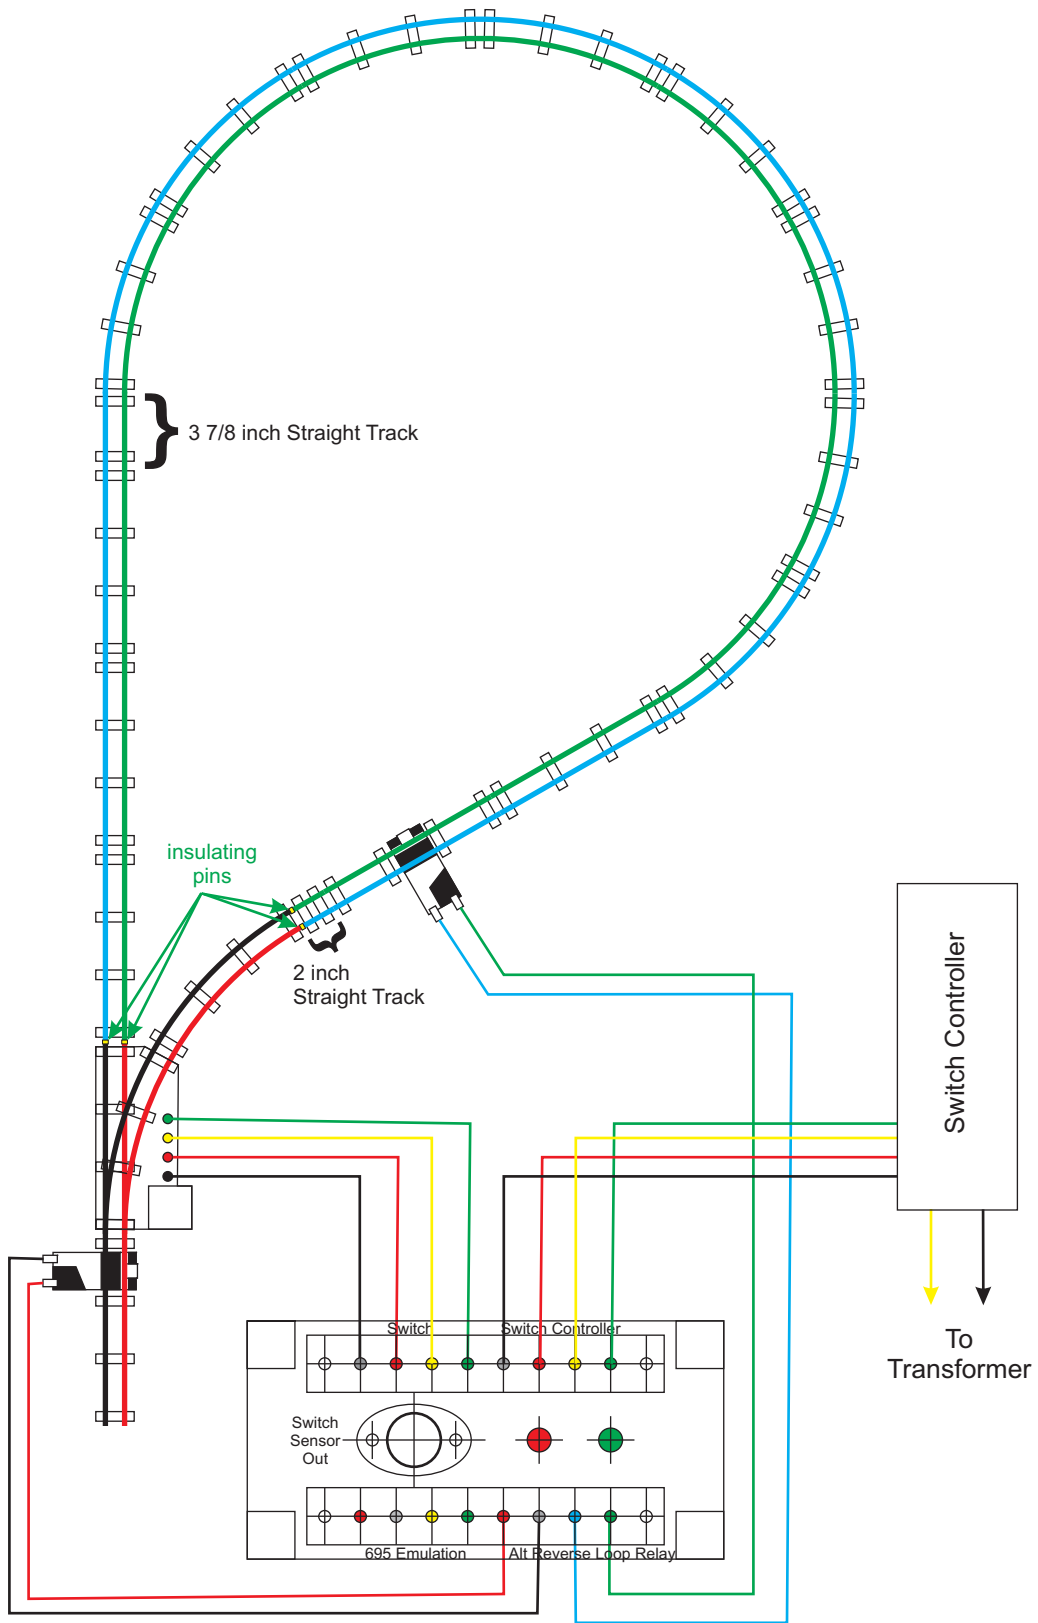 3 7/8 inch Straight Track
insulating
pins
2 inch
Straight Track
Switch Controller
To
Transformer
Switch
Switch Controller
Switch
Sensor
Out
695 Emulation
Alt Reverse Loop Relay